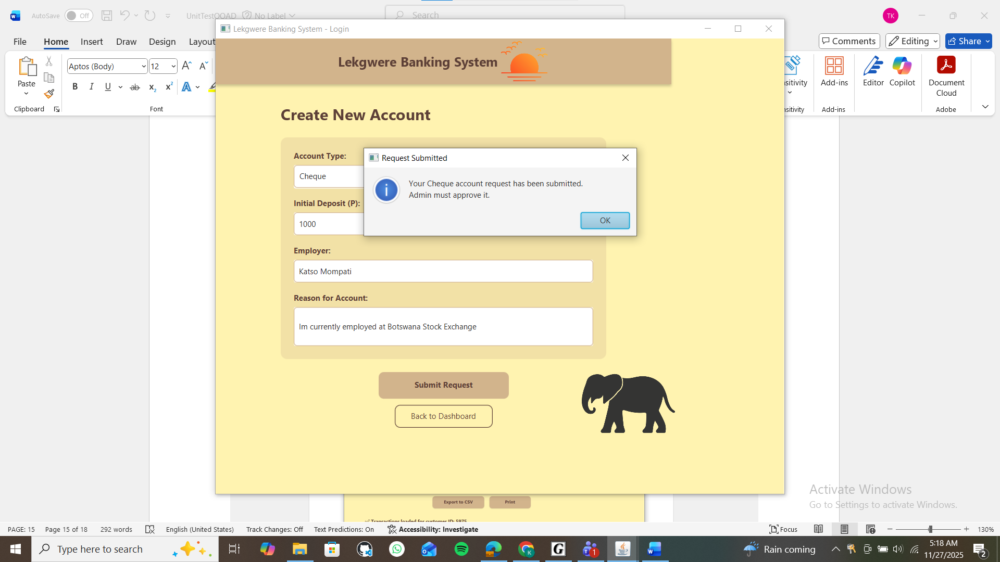 AutoSave Off UnitTestOOAD No Label Search TK
Lekgwere Banking System - Login
File Home Insert Draw Design Layout Comments Editing Share
Lekgwere Banking System
Paste Aptos (Body) 12 Add-ins Editor Copilot Document Cloud
B I U ab x₂ x² A
Clipboard Font Add-ins Adobe
Create New Account
Account Type:
Cheque
Request Submitted
Your Cheque account request has been submitted.
Admin must approve it.
OK
Initial Deposit (P):
1000
Employer:
Katso Mompati
Reason for Account:
Im currently employed at Botswana Stock Exchange
Submit Request
Back to Dashboard
Activate Windows
Go to Settings to activate Windows.
Export to CSV Print
Transactions loaded for customer ID: 5975
PAGE: 15 Page 15 of 18 292 words English (United States) Track Changes: Off Text Predictions: On Accessibility: Investigate Focus 130%
Type here to search Rain coming 5:18 AM
11/27/2025